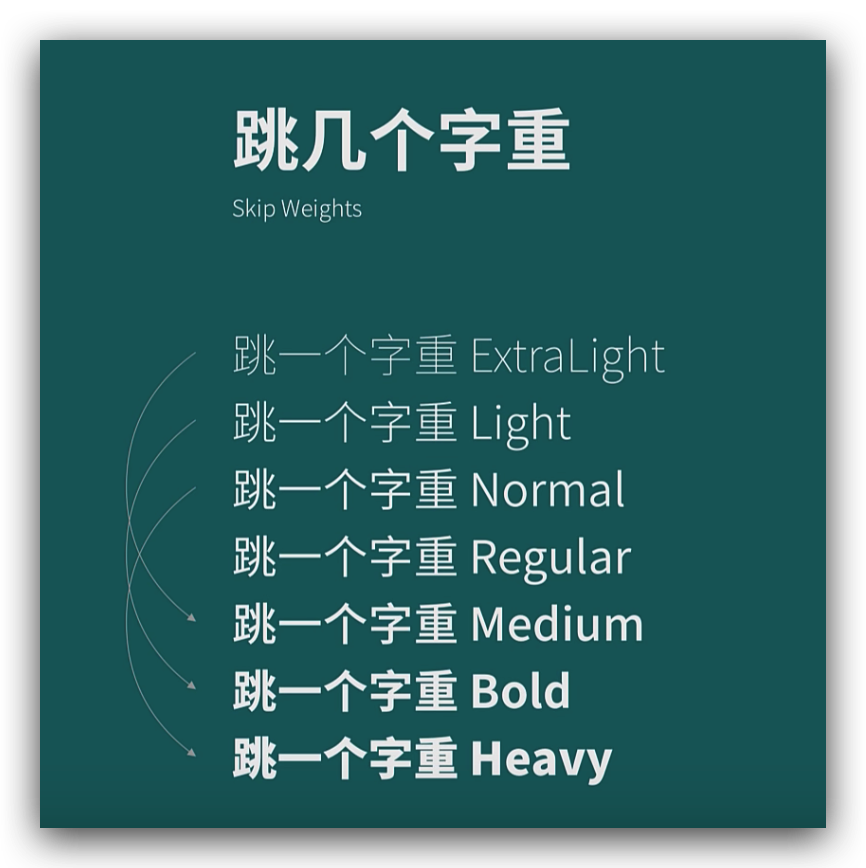 跳几个字重
Skip Weights
跳一个字重 ExtraLight
跳一个字重 Light
跳一个字重 Normal
跳一个字重 Regular
跳一个字重 Medium
跳一个字重 Bold
跳一个字重 Heavy